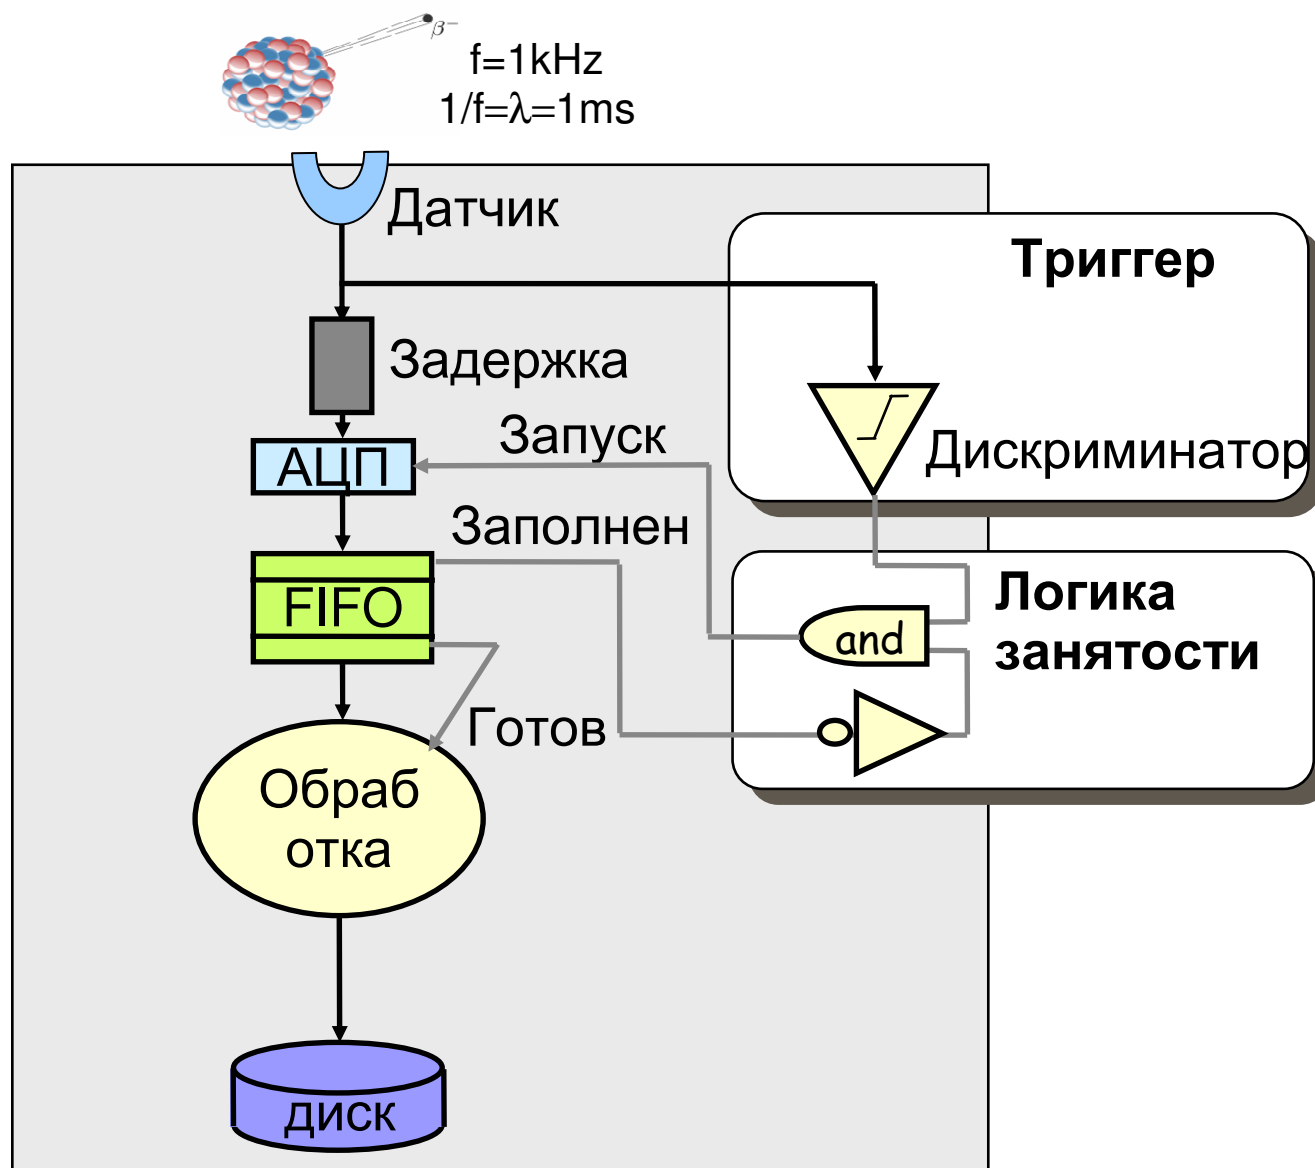 β−
f=1kHz
1/f=λ=1ms
Датчик
Триггер
Задержка
Запуск
Дискриминатор
АЦП
Заполнен
FIFO
Логика
занятости
and
Готов
Обраб
отка
диск